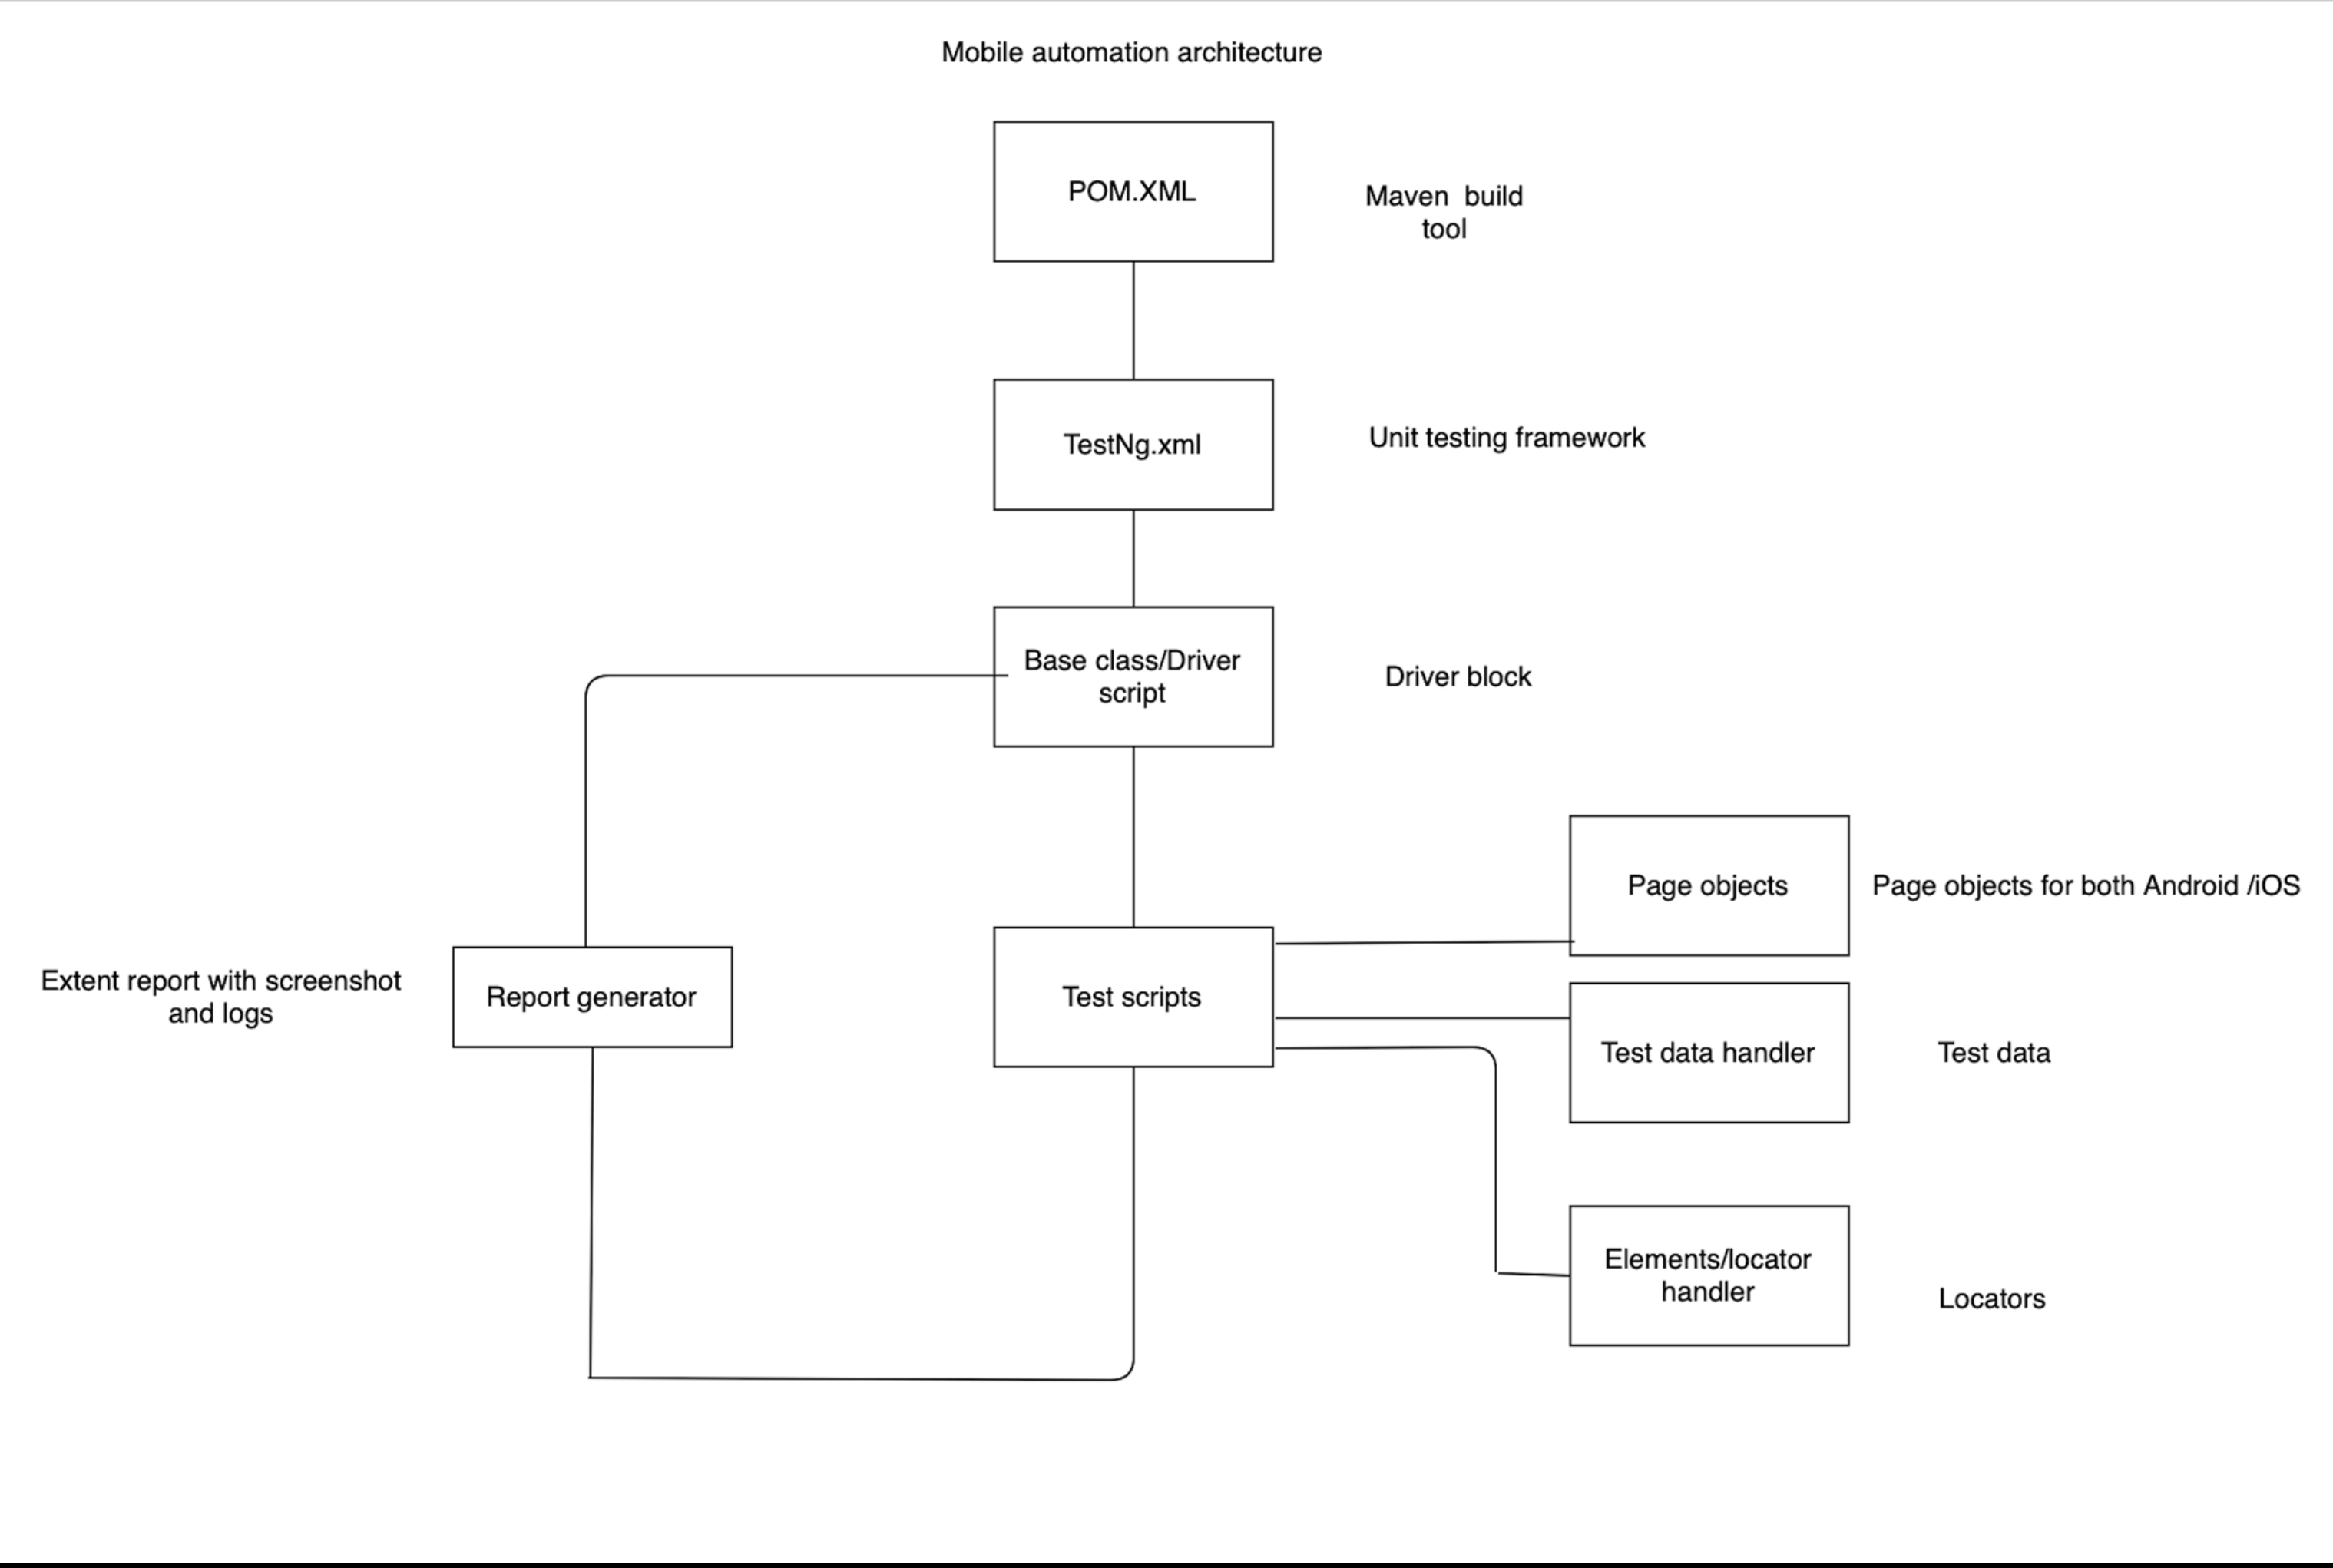 Mobile automation architecture
POM.XML
Maven  build
tool
TestNg.xml
Unit testing framework
Base class/Driver
script
Driver block
Page objects
Page objects for both Android /iOS
Extent report with screenshot
and logs
Report generator
Test scripts
Test data handler
Test data
Elements/locator
handler
Locators